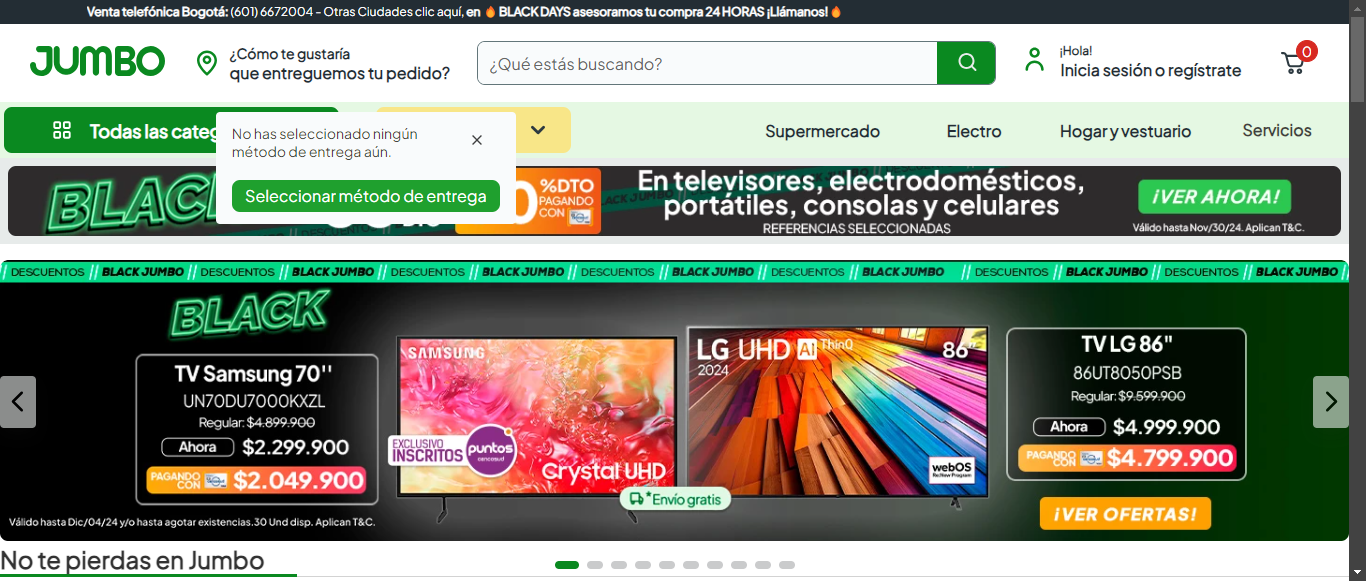 Venta telefónica Bogotá: (601) 6672004 - Otras Ciudades clic aquí, en 🔥 BLACK DAYS asesoramos tu compra 24 HORAS ¡Llámanos! 🔥
JUMBO
¿Cómo te gustaría
que entreguemos tu pedido?
¿Qué estás buscando?
¡Hola!
Inicia sesión o regístrate
0
Todas las categ
No has seleccionado ningún
método de entrega aún.
Seleccionar método de entrega
Supermercado
Electro
Hogar y vestuario
Servicios
BLACK
%DTO
PAGANDO
CON
En televisores, electrodomésticos,
portátiles, consolas y celulares
REFERENCIAS SELECCIONADAS
¡VER AHORA!
Válido hasta Nov/30/24. Aplican T&C.
// DESCUENTOS // BLACK JUMBO // DESCUENTOS // BLACK JUMBO // DESCUENTOS // BLACK JUMBO // DESCUENTOS // BLACK JUMBO // DESCUENTOS // BLACK JUMBO // DESCUENTOS // BLACK JUMBO // DESCUENTOS // BLACK JUMBO //
BLACK
TV Samsung 70''
UN70DU7000KXZL
Regular: $4.899.900
Ahora $2.299.900
PAGANDO
CON
$2.049.900
Válido hasta Dic/04/24 y/o hasta agotar existencias.30 Und disp. Aplican T&C.
SAMSUNG
EXCLUSIVO
INSCRITOS
puntos
cencosud
Crystal UHD
*Envío gratis
LG UHD AI ThinQ
2024
86"
webOS
Re:New Program
TV LG 86"
86UT8050PSB
Regular: $9.599.900
Ahora $4.999.900
PAGANDO
CON
$4.799.900
¡VER OFERTAS!
No te pierdas en Jumbo